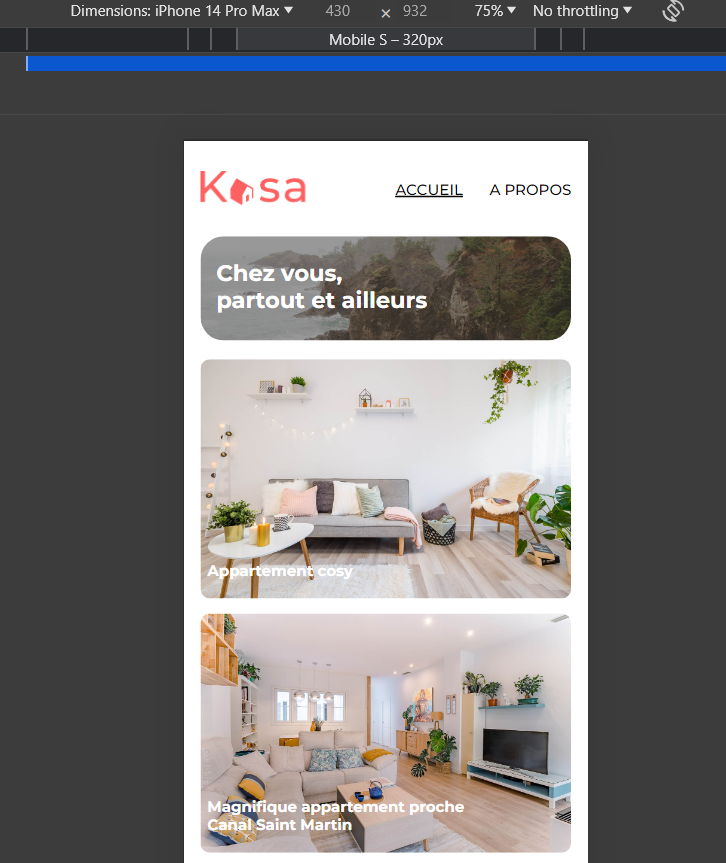 Dimensions: iPhone 14 Pro Max ▼ 430 × 932 75% ▼ No throttling ▼
Mobile S – 320px
Kasa ACCUEIL A PROPOS
Chez vous,
partout et ailleurs
Appartement cosy
Magnifique appartement proche
Canal Saint Martin